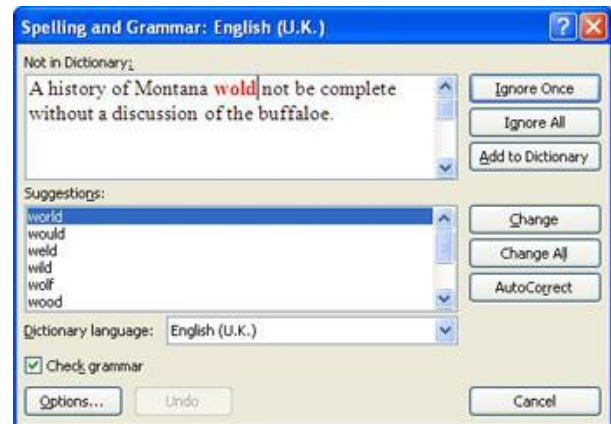 Spelling and Grammar: English (U.K.)
Not in Dictionary:
A history of Montana wold not be complete
without a discussion of the buffaloe.
Ignore Once
Ignore All
Add to Dictionary
Suggestions:
world
would
weld
wild
wolf
wood
Change
Change All
AutoCorrect
Dictionary language: English (U.K.)
Check grammar
Options... Undo Cancel